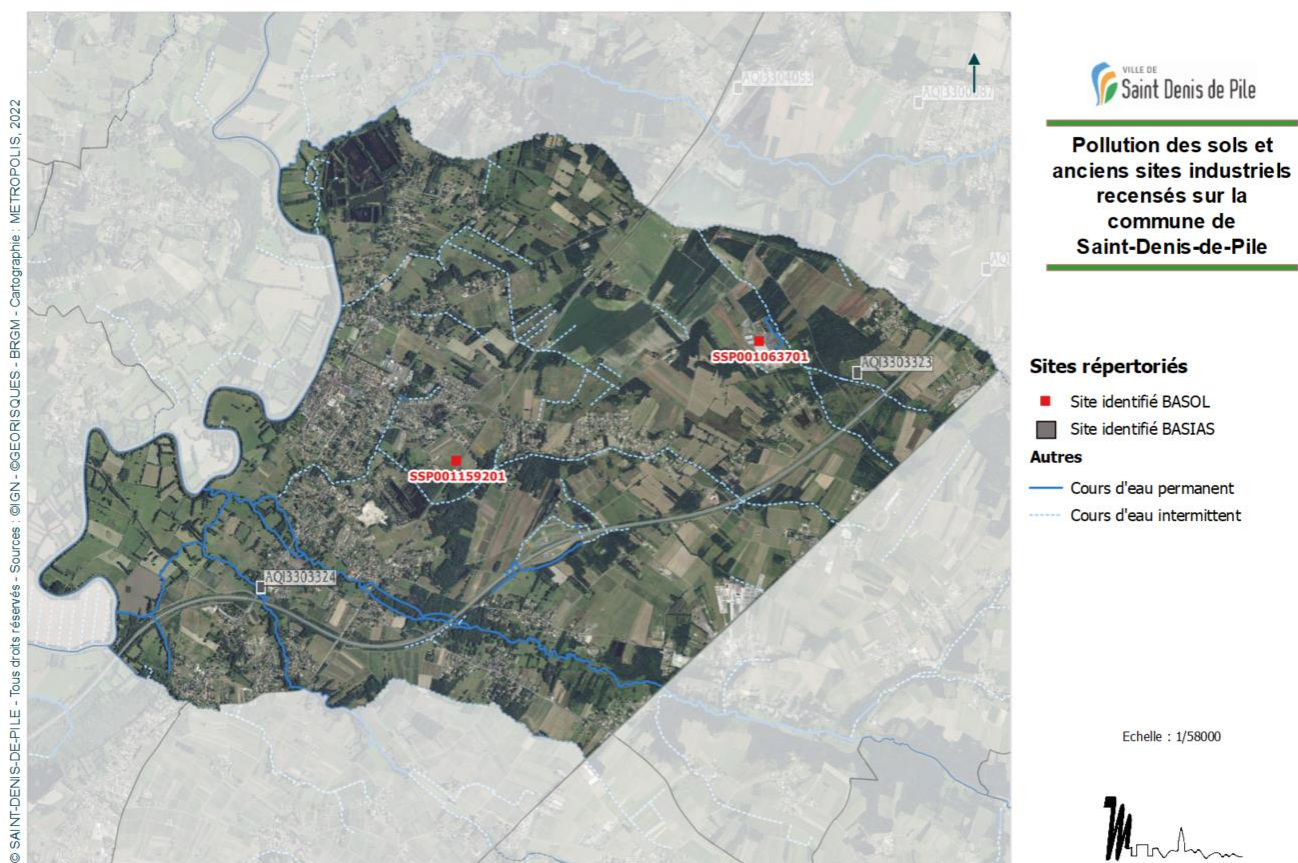 © SAINT-DENIS-DE-PILE - Tous droits réservés - Sources : ©IGN - ©GEORISQUES - BRGM - Cartographie : METROPOLIS, 2022
AQI3304053
AQI3300087
AQI
SSP001063701
AQI3303323
SSP001159201
AQI3303324
VILLE DE
Saint Denis de Pile
Pollution des sols et
anciens sites industriels
recensés sur la
commune de
Saint-Denis-de-Pile
Sites répertoriés
Site identifié BASOL
Site identifié BASIAS
Autres
Cours d'eau permanent
Cours d'eau intermittent
Echelle : 1/58000